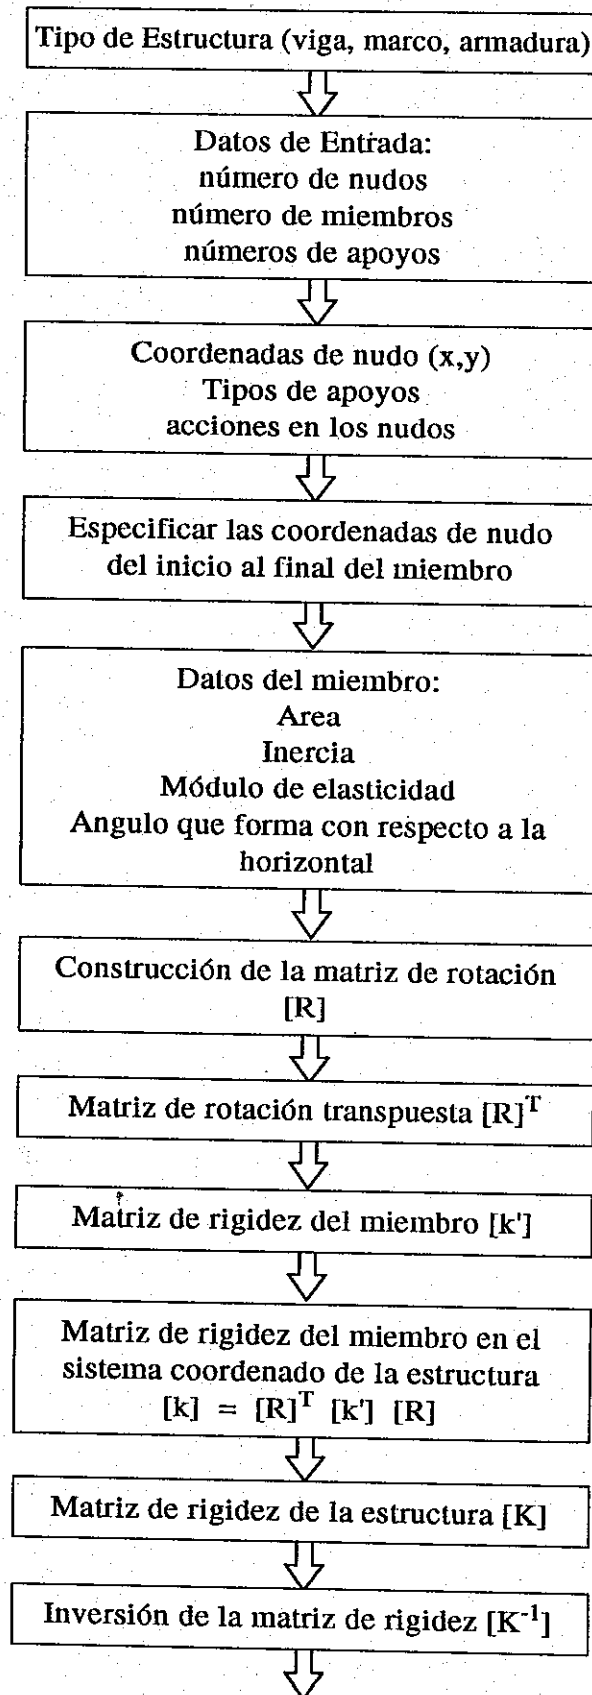 Tipo de Estructura (viga, marco, armadura)
Datos de Entrada:
número de nudos
número de miembros
números de apoyos
Coordenadas de nudo (x,y)
Tipos de apoyos
acciones en los nudos
Especificar las coordenadas de nudo
del inicio al final del miembro
Datos del miembro:
Area
Inercia
Módulo de elasticidad
Angulo que forma con respecto a la
horizontal
Construcción de la matriz de rotación
[R]
Matriz de rotación transpuesta [R]^T
Matriz de rigidez del miembro [k']
Matriz de rigidez del miembro en el
sistema coordenado de la estructura
[k] = [R]^T [k'] [R]
Matriz de rigidez de la estructura [K]
Inversión de la matriz de rigidez [K^-1]